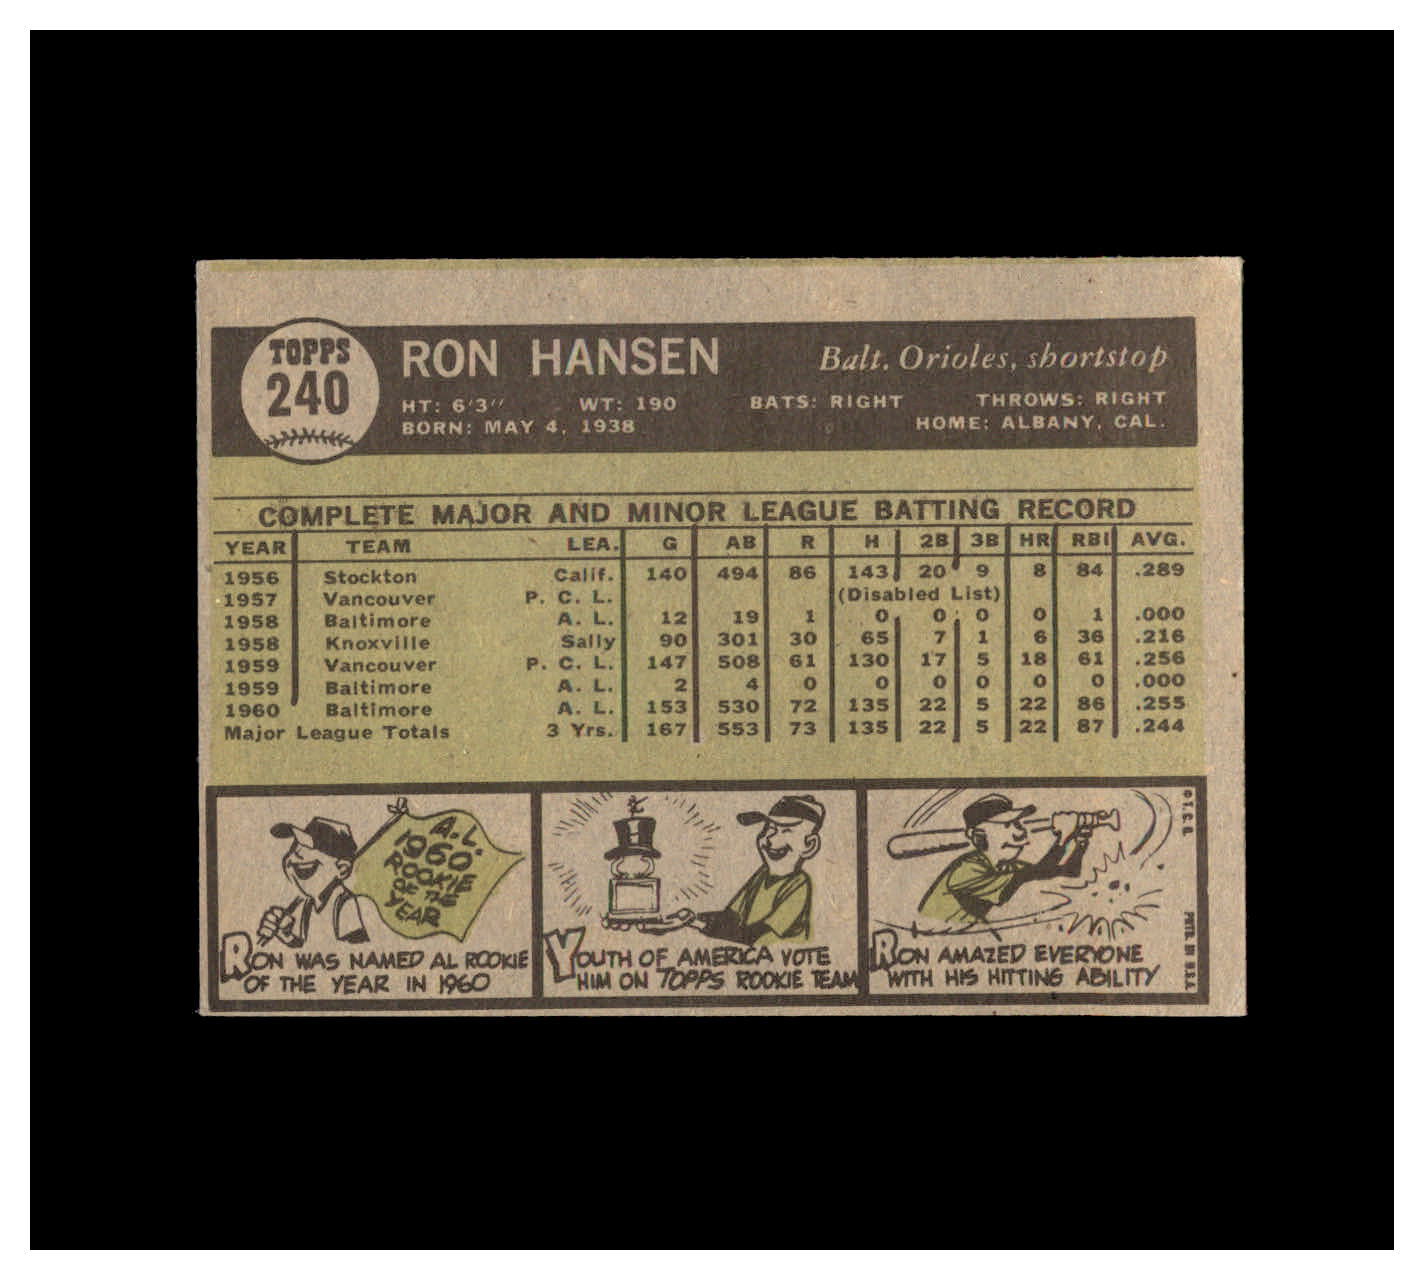 TOPPS
240
RON HANSEN
Balt. Orioles, shortstop
HT: 6'3" WT: 190 BATS: RIGHT THROWS: RIGHT
BORN: MAY 4, 1938 HOME: ALBANY, CAL.
COMPLETE MAJOR AND MINOR LEAGUE BATTING RECORD
YEAR TEAM LEA. G AB R H 2B 3B HR RBI AVG.
1956 Stockton Calif. 140 494 86 143 20 9 8 84 .289
1957 Vancouver P. C. L. (Disabled List)
1958 Baltimore A. L. 12 19 1 0 0 0 0 1 .000
1958 Knoxville Sally 90 301 30 65 7 1 6 36 .216
1959 Vancouver P. C. L. 147 508 61 130 17 5 18 61 .256
1959 Baltimore A. L. 2 4 0 0 0 0 0 0 .000
1960 Baltimore A. L. 153 530 72 135 22 5 22 86 .255
Major League Totals 3 Yrs. 167 553 73 135 22 5 22 87 .244
A.L.
1960
ROOKIE
OF THE
YEAR
RON WAS NAMED AL ROOKIE
OF THE YEAR IN 1960
YOUTH OF AMERICA VOTE
HIM ON TOPPS ROOKIE TEAM
RON AMAZED EVERYONE
WITH HIS HITTING ABILITY
© T. C. G. PRTD. IN U.S.A.